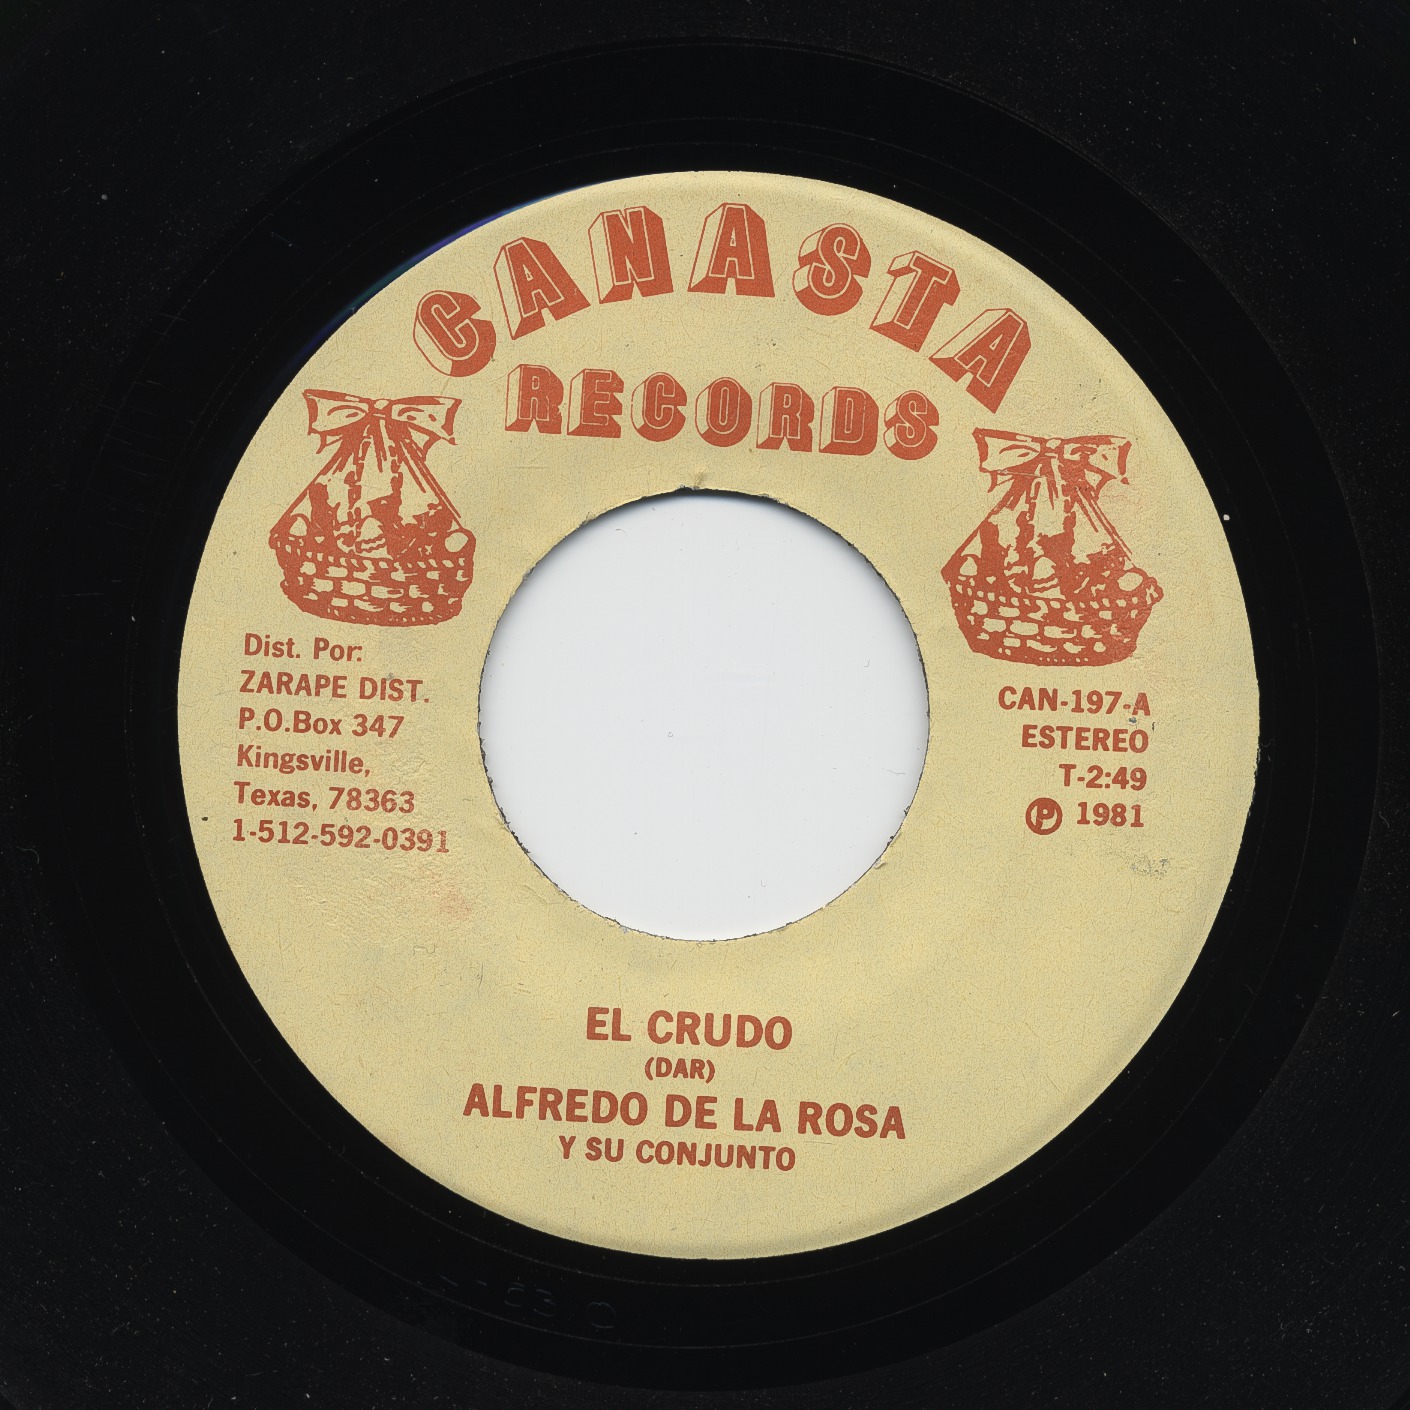 CANASTA
RECORDS
Dist. Por:
ZARAPE DIST.
P.O.Box 347
Kingsville,
Texas, 78363
1-512-592-0391
CAN-197-A
ESTEREO
T-2:49
Ⓟ 1981
EL CRUDO
(DAR)
ALFREDO DE LA ROSA
Y SU CONJUNTO